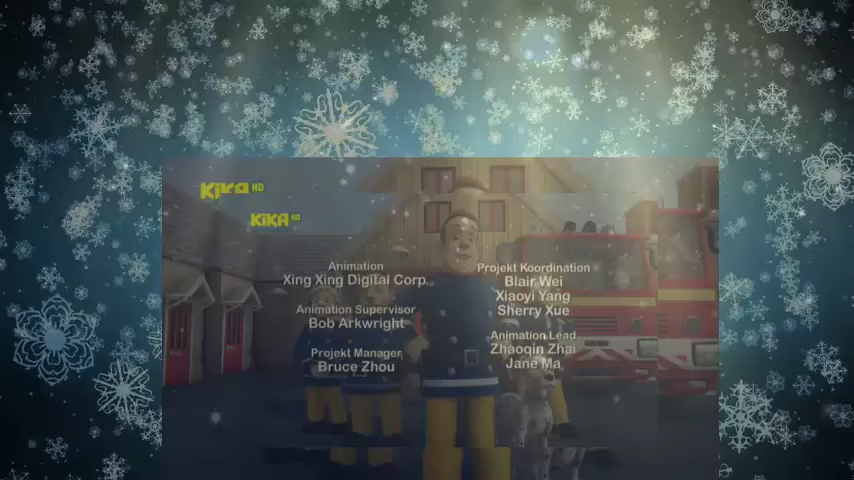 KiKA HD
KiKA HD
Animation
Xing Xing Digital Corp.
Animation Supervisor
Bob Arkwright
Projekt Manager
Bruce Zhou
Projekt Koordination
Blair Wei
Xiaoyi Yang
Sherry Xue
Animation Lead
Zhaoqin Zhai
Jane Ma